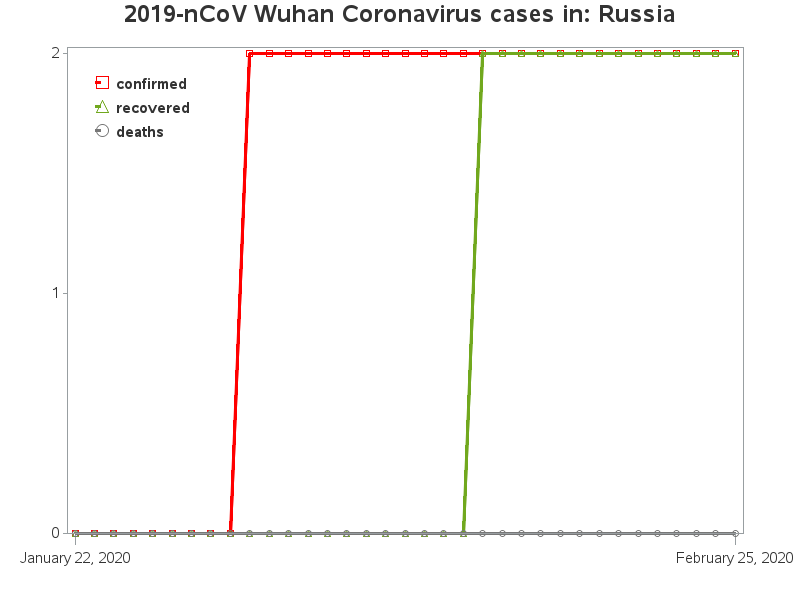 2019-nCoV Wuhan Coronavirus cases in: Russia
2
confirmed
recovered
deaths
1
0
January 22, 2020
February 25, 2020